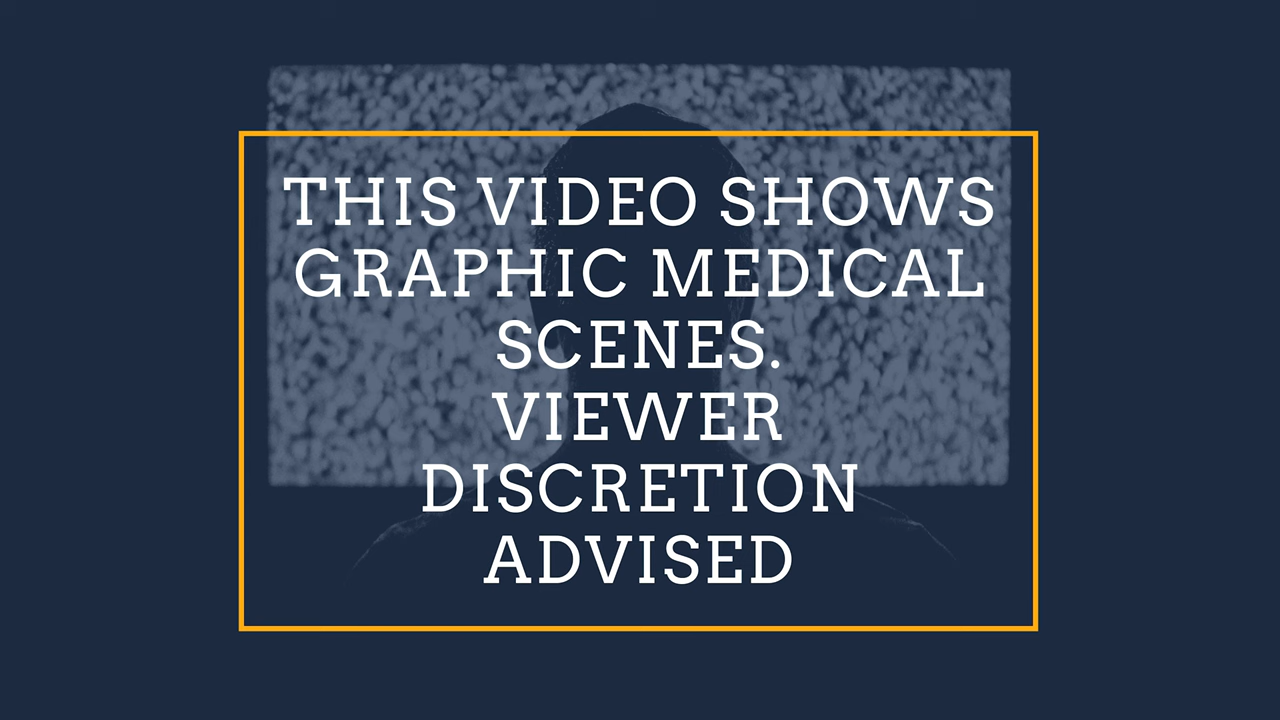 THIS VIDEO SHOWS
GRAPHIC MEDICAL
SCENES.
VIEWER
DISCRETION
ADVISED